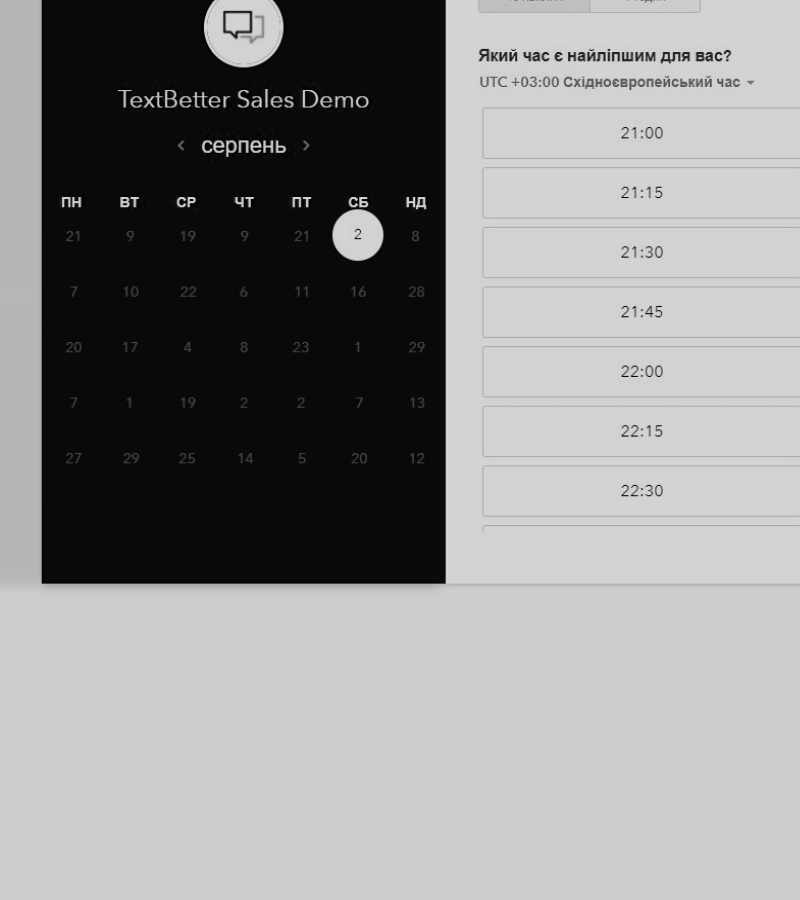 TextBetter Sales Demo
‹ серпень ›
ПН ВТ СР ЧТ ПТ СБ НД
21 9 19 9 21 2 8
7 10 22 6 11 16 28
20 17 4 8 23 1 29
7 1 19 2 2 7 13
27 29 25 14 5 20 12
Який час є найліпшим для вас?
UTC +03:00 Східноєвропейський час
21:00
21:15
21:30
21:45
22:00
22:15
22:30